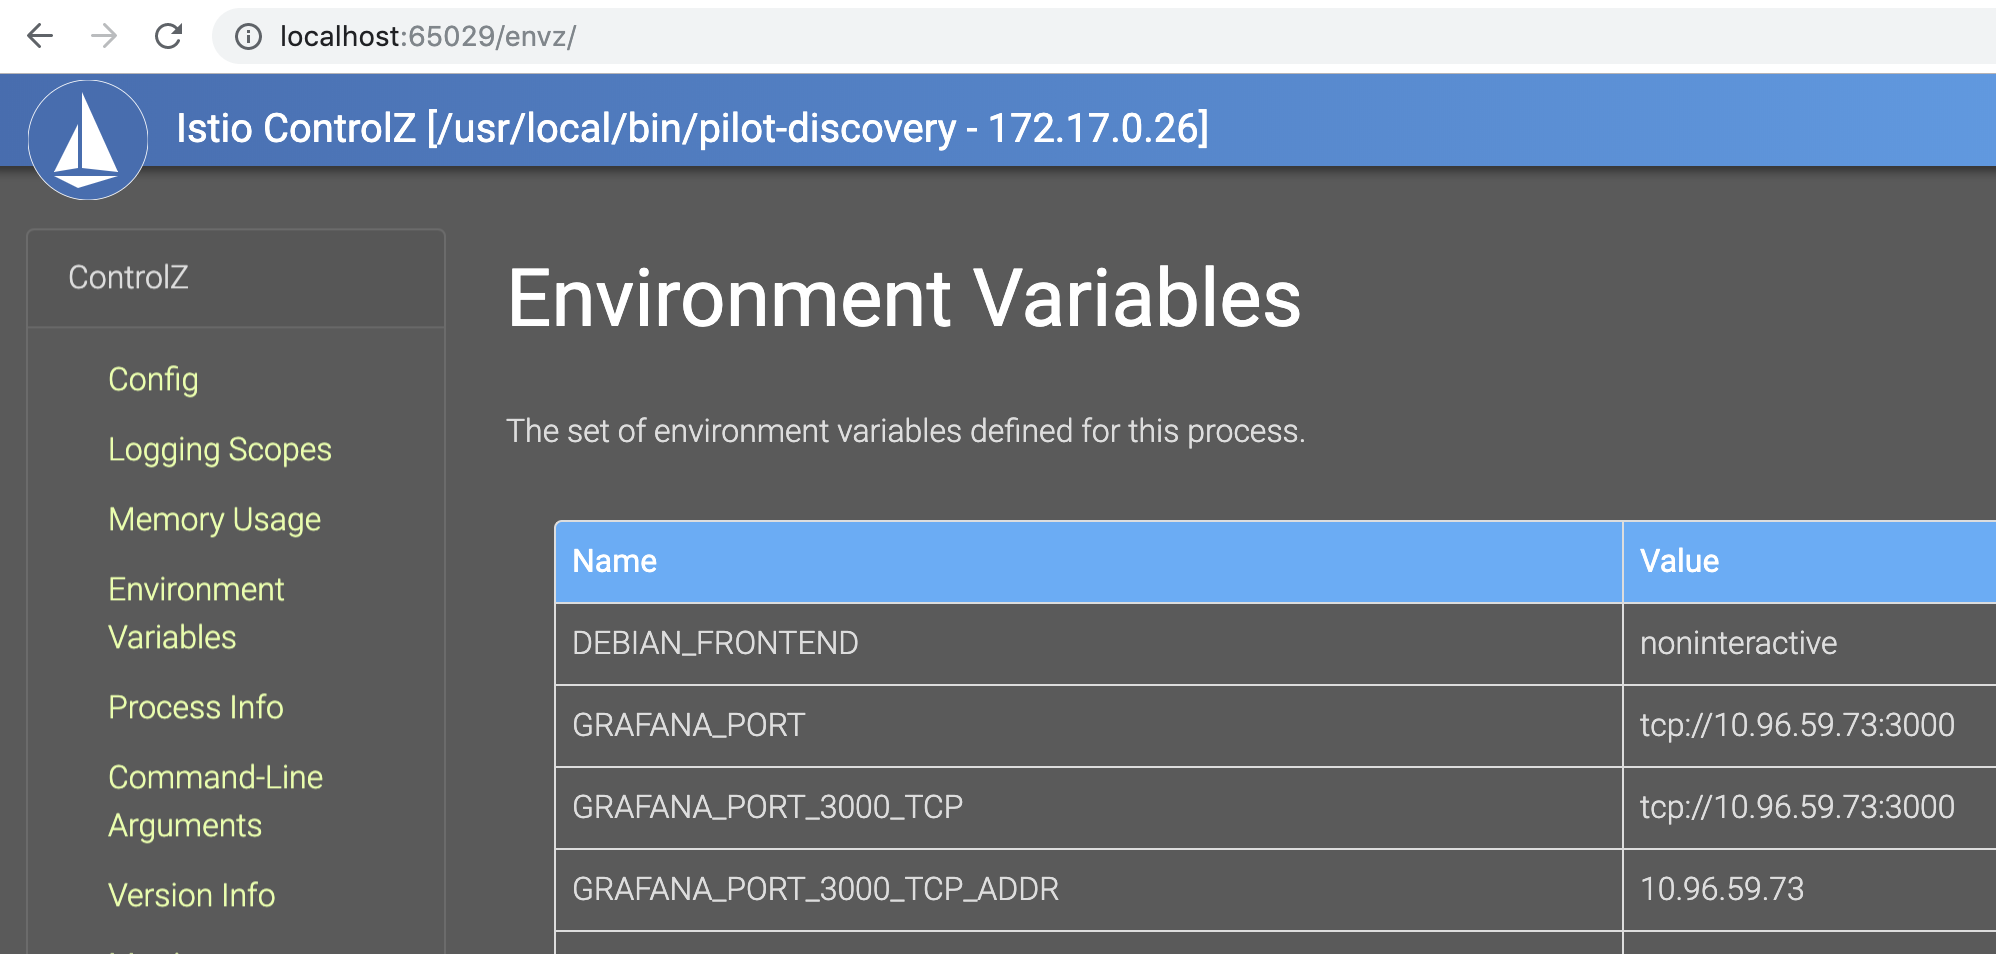 localhost:65029/envz/
Istio ControlZ [/usr/local/bin/pilot-discovery - 172.17.0.26]
ControlZ
Config
Logging Scopes
Memory Usage
Environment
Variables
Process Info
Command-Line
Arguments
Version Info
Environment Variables
The set of environment variables defined for this process.
Name Value
DEBIAN_FRONTEND noninteractive
GRAFANA_PORT tcp://10.96.59.73:3000
GRAFANA_PORT_3000_TCP tcp://10.96.59.73:3000
GRAFANA_PORT_3000_TCP_ADDR 10.96.59.73